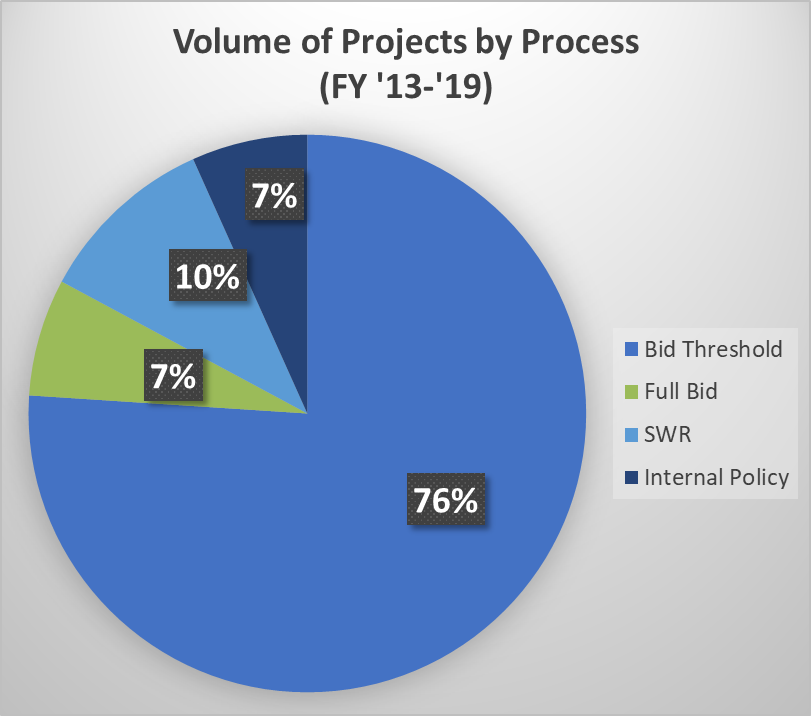 Volume of Projects by Process
(FY '13-'19)
7%
10%
7%
76%
Bid Threshold
Full Bid
SWR
Internal Policy